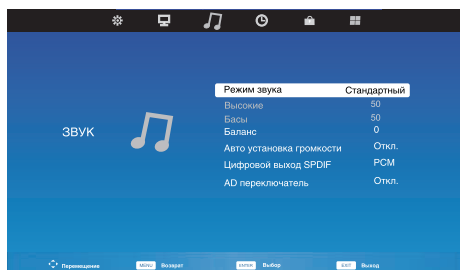 Режим звука Стандартный
Высокие 50
Басы 50
Баланс 0
Авто установка громкости Откл.
Цифровой выход SPDIF PCM
AD переключатель Откл.
ЗВУК
Перемещение MENU Возврат ENTER Выбор EXIT Выход